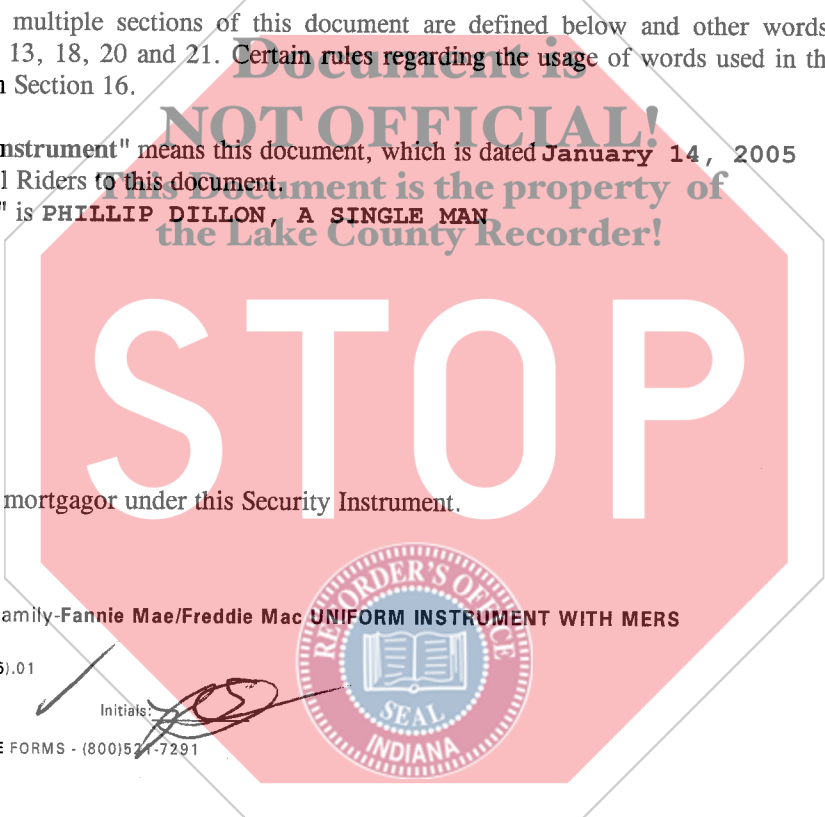 multiple sections of this document are defined below and other words
13, 18, 20 and 21. Certain rules regarding the usage of words used in th
Section 16.
Document is
NOT OFFICIAL!
nstrument" means this document, which is dated January 14, 2005
l Riders to this document.
This Document is the property of
" is PHILLIP DILLON, A SINGLE MAN
the Lake County Recorder!
STOP
mortgagor under this Security Instrument.
RECORDER'S OFFICE
amily-Fannie Mae/Freddie Mac UNIFORM INSTRUMENT WITH MERS
).01
Initials:
SEAL
INDIANA
E FORMS - (800)521-7291